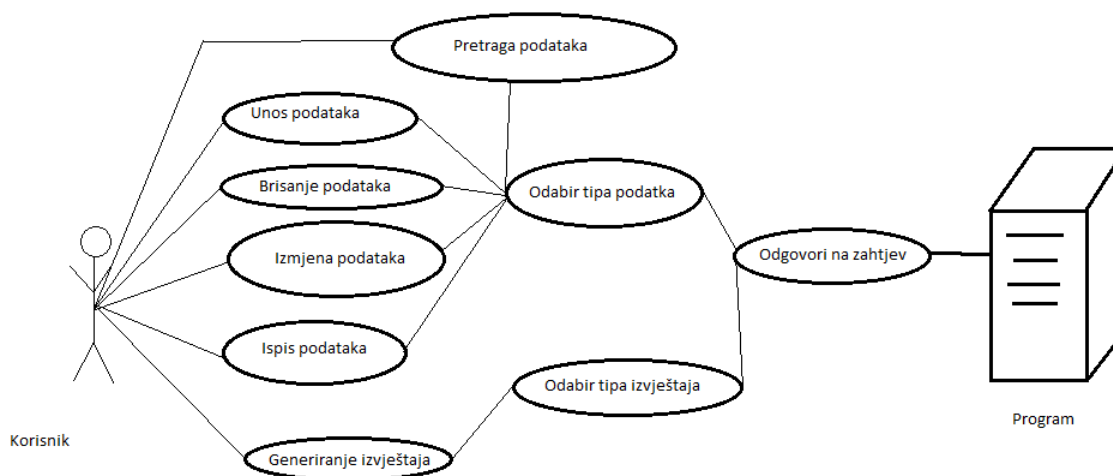 Pretraga podataka
Unos podataka
Brisanje podataka
Odabir tipa podatka
Izmjena podataka
Odgovori na zahtjev
Ispis podataka
Odabir tipa izvještaja
Program
Korisnik
Generiranje izvještaja